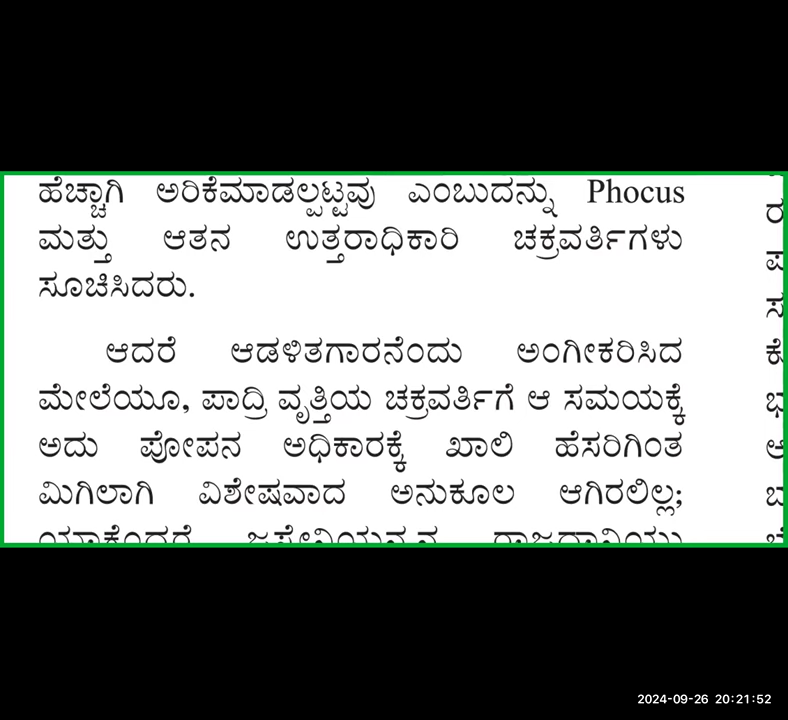 ಹೆಚ್ಚಾಗಿ ಅರಿಕೆಮಾಡಲ್ಪಟ್ಟವು ಎಂಬುದನ್ನು Phocus
ಮತ್ತು ಆತನ ಉತ್ತರಾಧಿಕಾರಿ ಚಕ್ರವರ್ತಿಗಳು
ಸೂಚಿಸಿದರು.
ಆದರೆ ಆಡಳಿತಗಾರನೆಂದು ಅಂಗೀಕರಿಸಿದ
ಮೇಲೆಯೂ, ಪಾದ್ರಿ ವೃತ್ತಿಯ ಚಕ್ರವರ್ತಿಗೆ ಆ ಸಮಯಕ್ಕೆ
ಅದು ಪೋಪನ ಅಧಿಕಾರಕ್ಕೆ ಖಾಲಿ ಹೆಸರಿಗಿಂತ
ಮಿಗಿಲಾಗಿ ವಿಶೇಷವಾದ ಅನುಕೂಲ ಆಗಿರಲಿಲ್ಲ;
2024-09-26 20:21:52